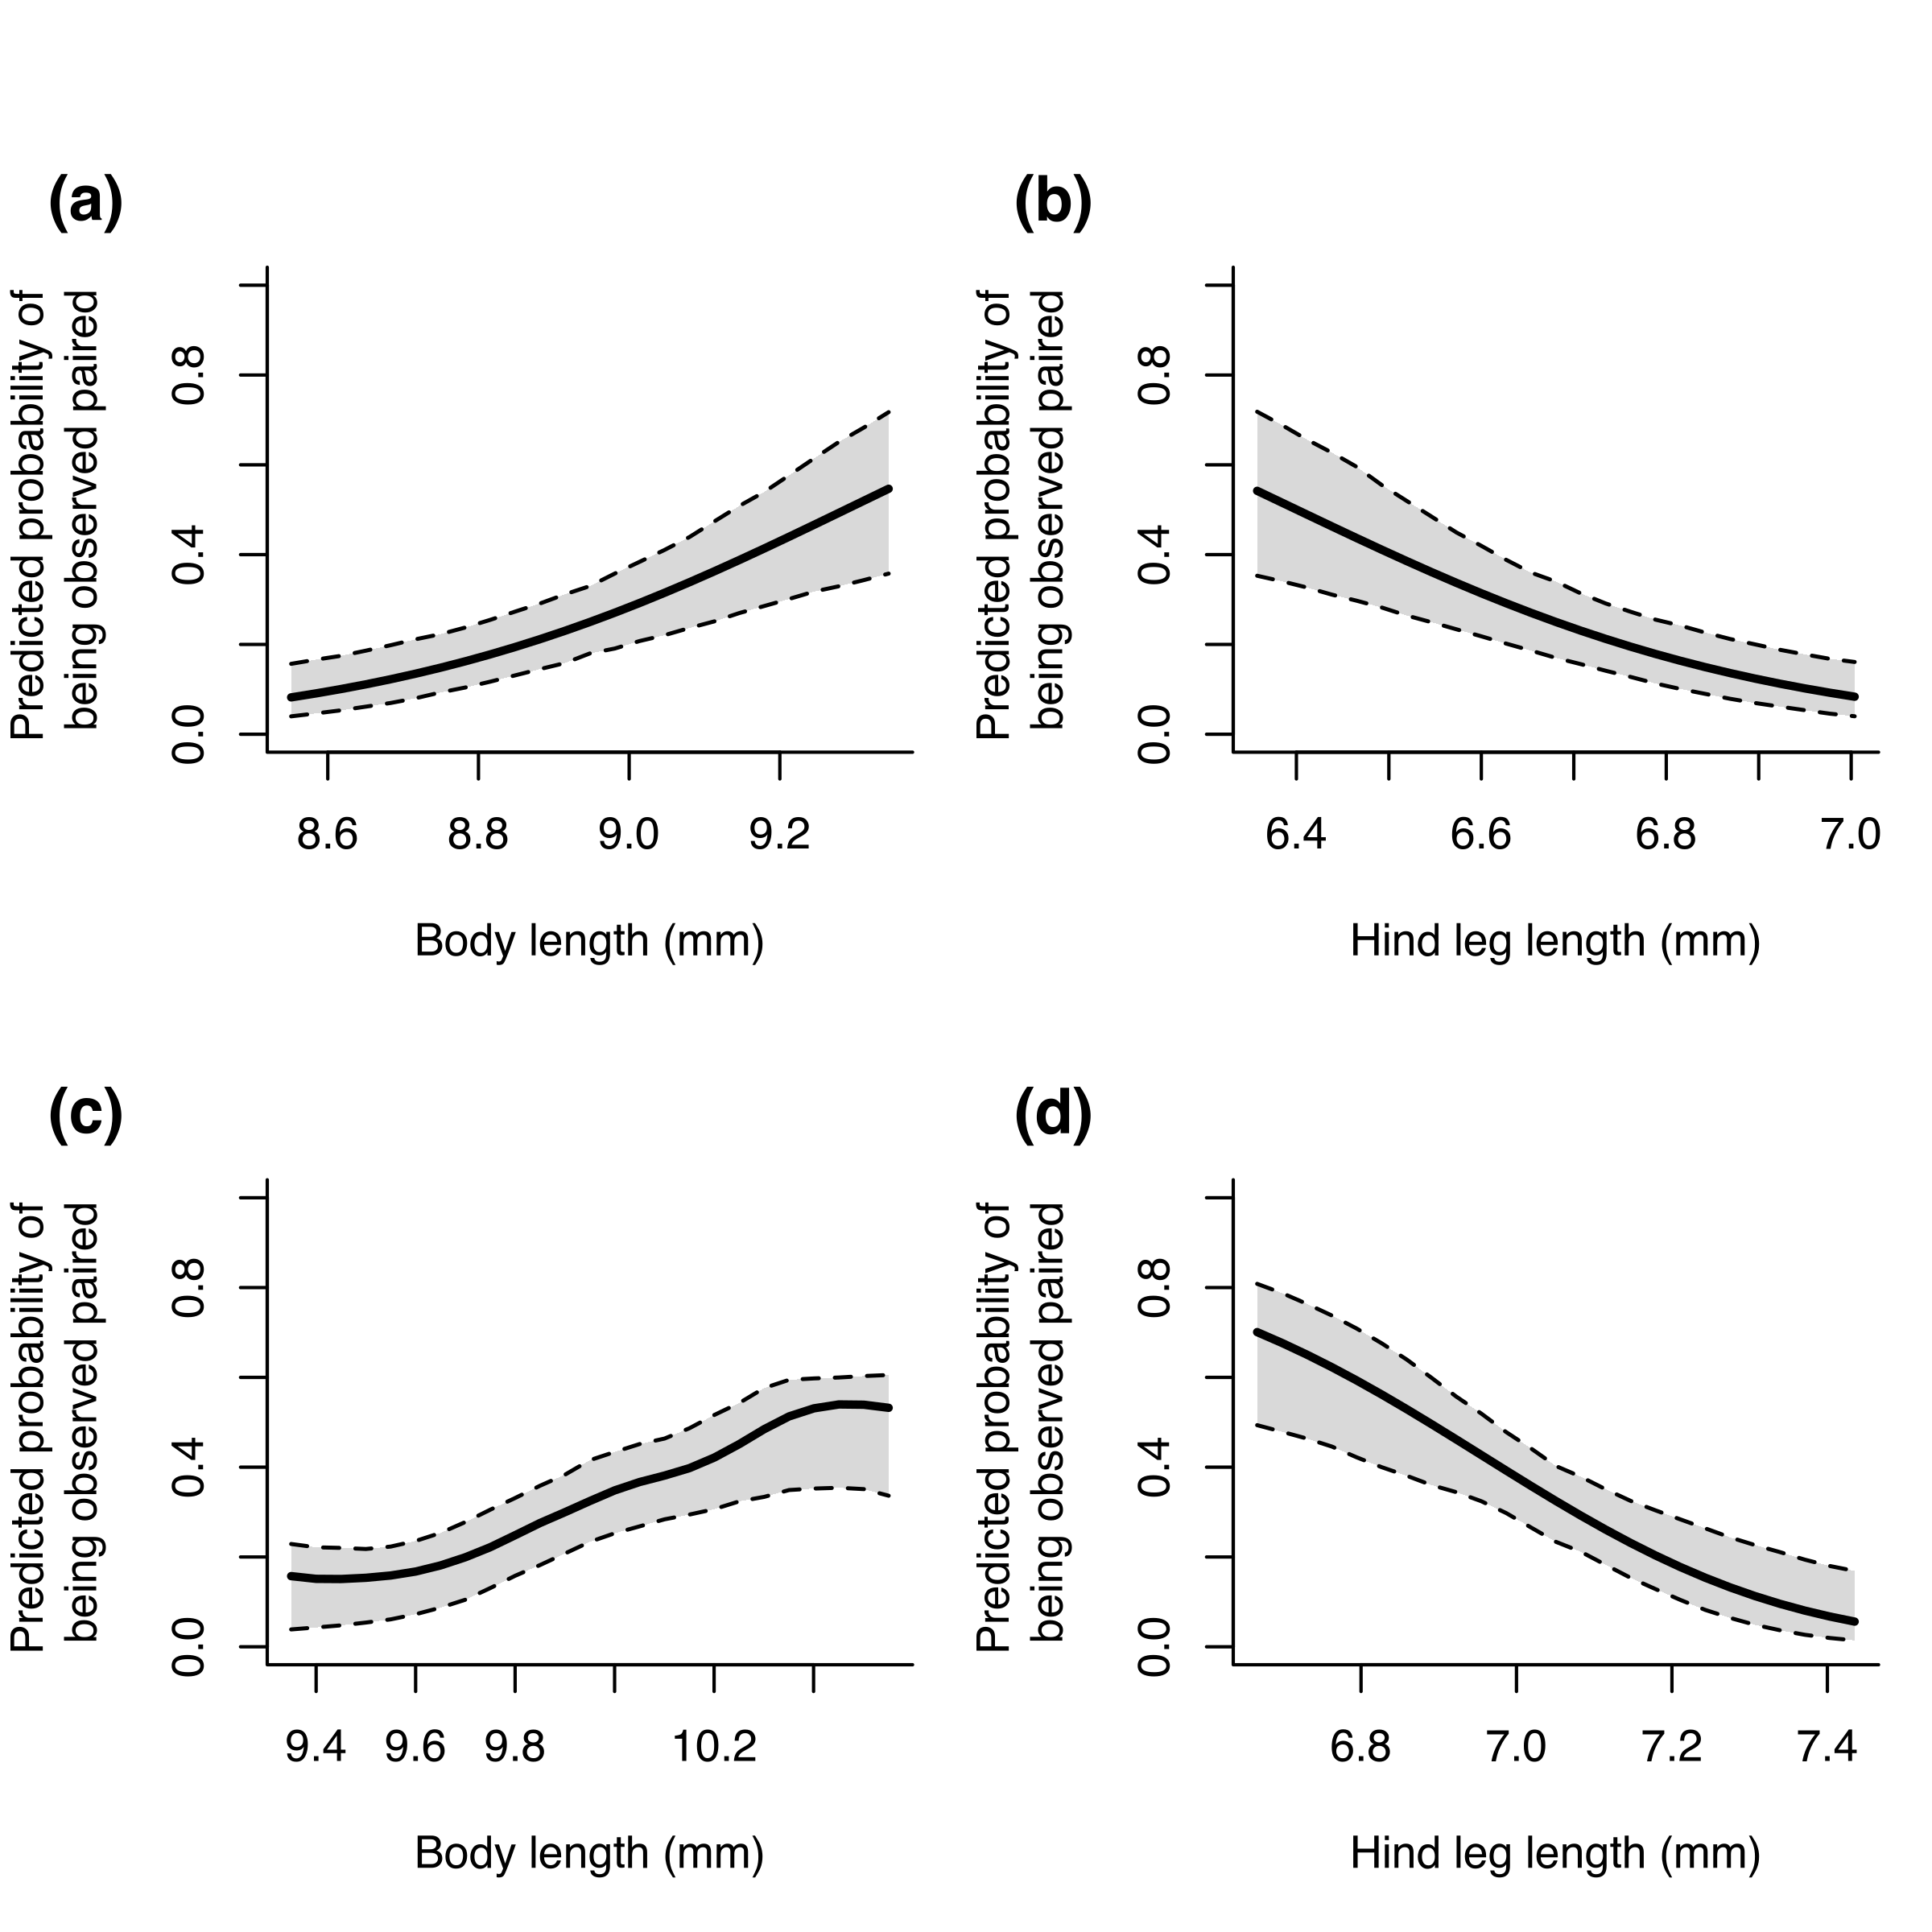 (a)
Predicted probability of
being observed paired
0.0 0.4 0.8
8.6 8.8 9.0 9.2
Body length (mm)
(b)
Predicted probability of
being observed paired
0.0 0.4 0.8
6.4 6.6 6.8 7.0
Hind leg length (mm)
(c)
Predicted probability of
being observed paired
0.0 0.4 0.8
9.4 9.6 9.8 10.2
Body length (mm)
(d)
Predicted probability of
being observed paired
0.0 0.4 0.8
6.8 7.0 7.2 7.4
Hind leg length (mm)